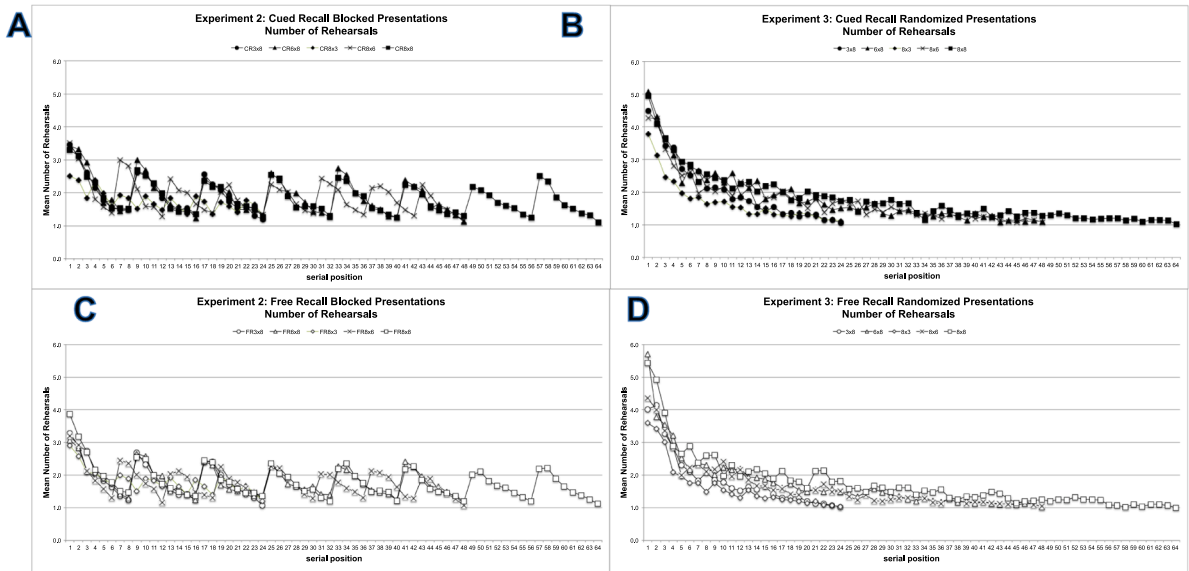 A
Experiment 2: Cued Recall Blocked Presentations
Number of Rehearsals
CR3x8 CR6x8 CR8x3 CR8x6 CR8x8
Mean Number of Rehearsals
6.0
5.0
4.0
3.0
2.0
1.0
0.0
1 2 3 4 5 6 7 8 9 10 11 12 13 14 15 16 17 18 19 20 21 22 23 24 25 26 27 28 29 30 31 32 33 34 35 36 37 38 39 40 41 42 43 44 45 46 47 48 49 50 51 52 53 54 55 56 57 58 59 60 61 62 63 64
serial position
B
Experiment 3: Cued Recall Randomized Presentations
Number of Rehearsals
3x8 6x8 8x3 8x6 8x8
Mean Number of Rehearsals
6.0
5.0
4.0
3.0
2.0
1.0
0.0
1 2 3 4 5 6 7 8 9 10 11 12 13 14 15 16 17 18 19 20 21 22 23 24 25 26 27 28 29 30 31 32 33 34 35 36 37 38 39 40 41 42 43 44 45 46 47 48 49 50 51 52 53 54 55 56 57 58 59 60 61 62 63 64
serial position
C
Experiment 2: Free Recall Blocked Presentations
Number of Rehearsals
FR3x8 FR6x8 FR8x3 FR8x6 FR8x8
Mean Number of Rehearsals
6.0
5.0
4.0
3.0
2.0
1.0
0.0
1 2 3 4 5 6 7 8 9 10 11 12 13 14 15 16 17 18 19 20 21 22 23 24 25 26 27 28 29 30 31 32 33 34 35 36 37 38 39 40 41 42 43 44 45 46 47 48 49 50 51 52 53 54 55 56 57 58 59 60 61 62 63 64
serial position
D
Experiment 3: Free Recall Randomized Presentations
Number of Rehearsals
3x8 6x8 8x3 8x6 8x8
Mean Number of Rehearsals
6.0
5.0
4.0
3.0
2.0
1.0
0.0
1 2 3 4 5 6 7 8 9 10 11 12 13 14 15 16 17 18 19 20 21 22 23 24 25 26 27 28 29 30 31 32 33 34 35 36 37 38 39 40 41 42 43 44 45 46 47 48 49 50 51 52 53 54 55 56 57 58 59 60 61 62 63 64
serial position